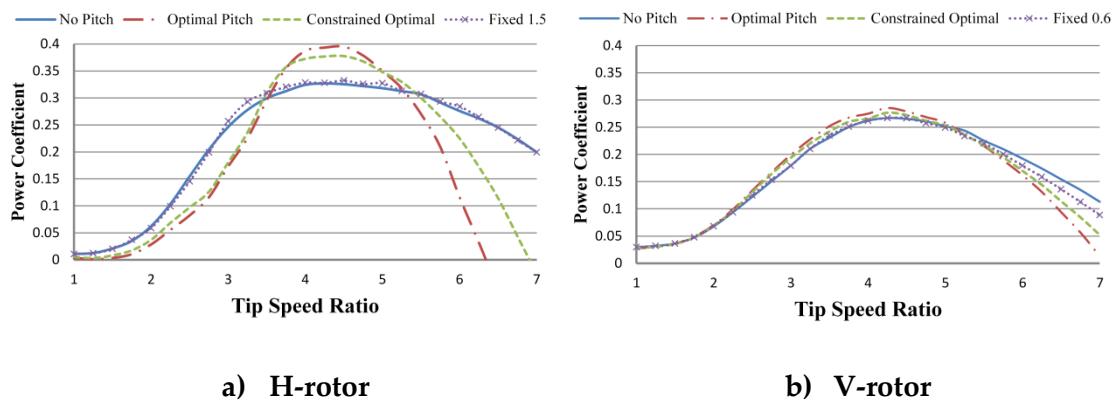 No Pitch Optimal Pitch Constrained Optimal Fixed 1.5
0.4
0.35
0.3
0.25
0.2
0.15
0.1
0.05
0
Power Coefficient
1 2 3 4 5 6 7
Tip Speed Ratio
a) H-rotor
No Pitch Optimal Pitch Constrained Optimal Fixed 0.6
0.4
0.35
0.3
0.25
0.2
0.15
0.1
0.05
0
Power Coefficient
1 2 3 4 5 6 7
Tip Speed Ratio
b) V-rotor